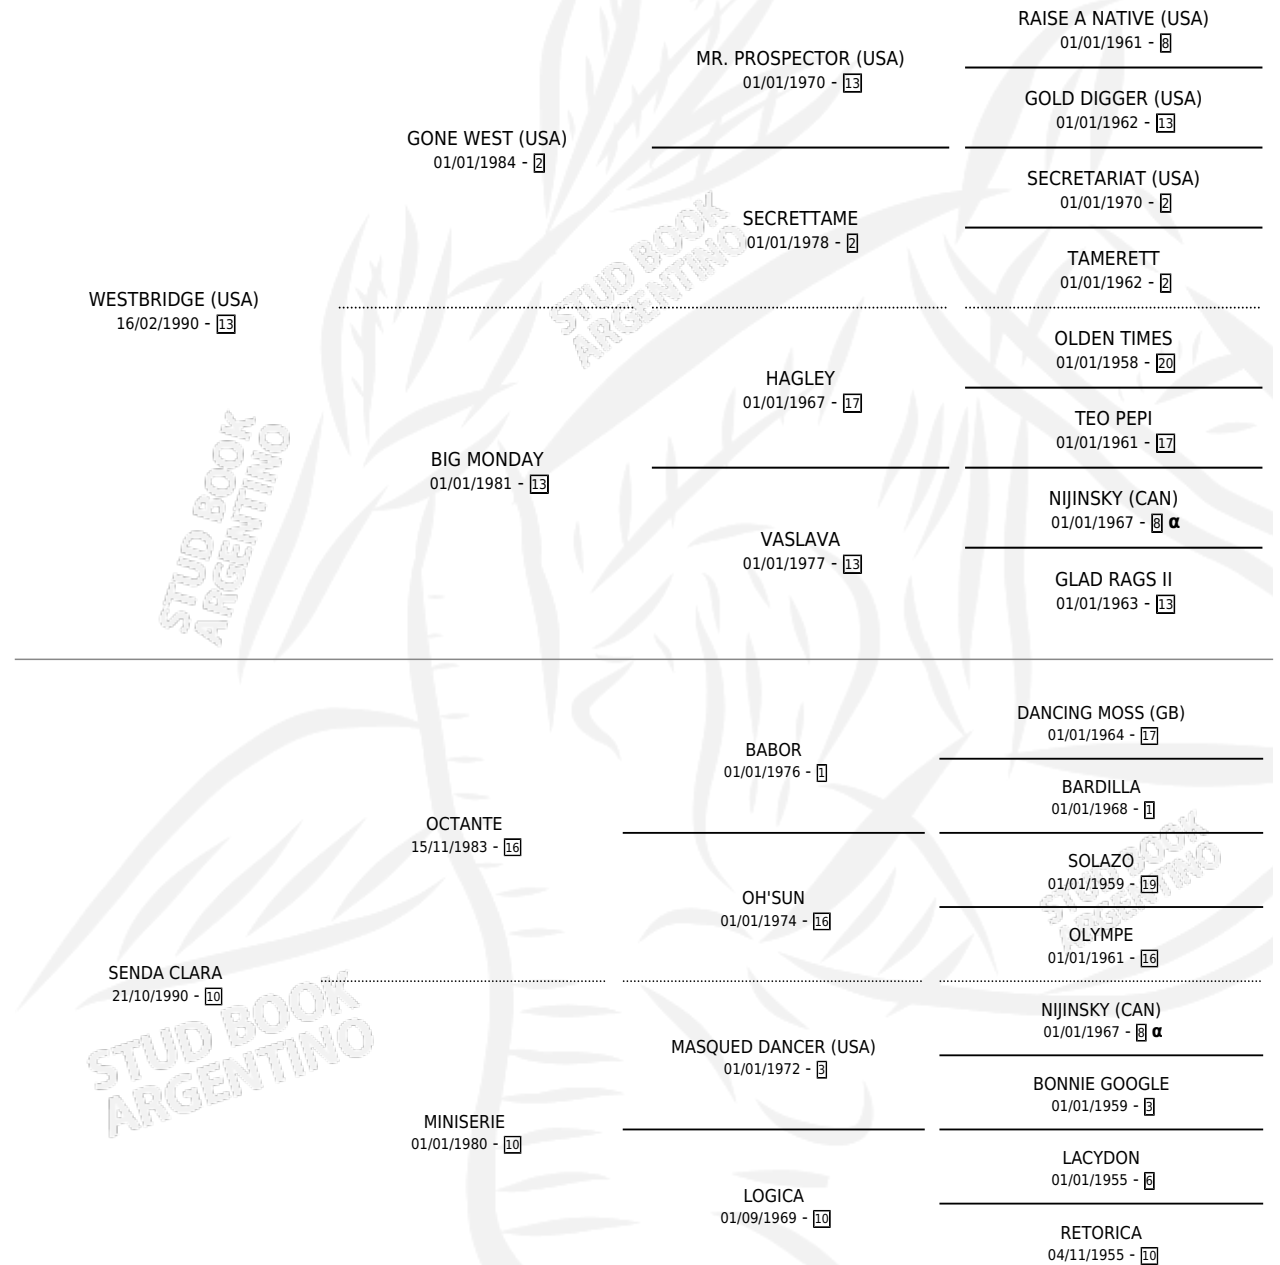 RAISE A NATIVE (USA)
01/01/1961 - 8
MR. PROSPECTOR (USA)
01/01/1970 - 13
GOLD DIGGER (USA)
01/01/1962 - 13
GONE WEST (USA)
01/01/1984 - 2
SECRETARIAT (USA)
01/01/1970 - 2
SECRETTAME
01/01/1978 - 2
TAMERETT
01/01/1962 - 2
WESTBRIDGE (USA)
16/02/1990 - 13
OLDEN TIMES
01/01/1958 - 20
HAGLEY
01/01/1967 - 17
TEO PEPI
01/01/1961 - 17
BIG MONDAY
01/01/1981 - 13
NIJINSKY (CAN)
01/01/1967 - 8 α
VASLAVA
01/01/1977 - 13
GLAD RAGS II
01/01/1963 - 13
DANCING MOSS (GB)
01/01/1964 - 17
BABOR
01/01/1976 - 1
BARDILLA
01/01/1968 - 1
OCTANTE
15/11/1983 - 16
SOLAZO
01/01/1959 - 19
OH'SUN
01/01/1974 - 16
OLYMPE
01/01/1961 - 16
SENDA CLARA
21/10/1990 - 10
NIJINSKY (CAN)
01/01/1967 - 8 α
MASQUED DANCER (USA)
01/01/1972 - 3
BONNIE GOOGLE
01/01/1959 - 3
MINISERIE
01/01/1980 - 10
LACYDON
01/01/1955 - 6
LOGICA
01/09/1969 - 10
RETORICA
04/11/1955 - 10
STUD BOOK
ARGENTINO
STUD BOOK
ARGENTINO
STUD BOOK
ARGENTINO
STUD BOOK
ARGENTINO